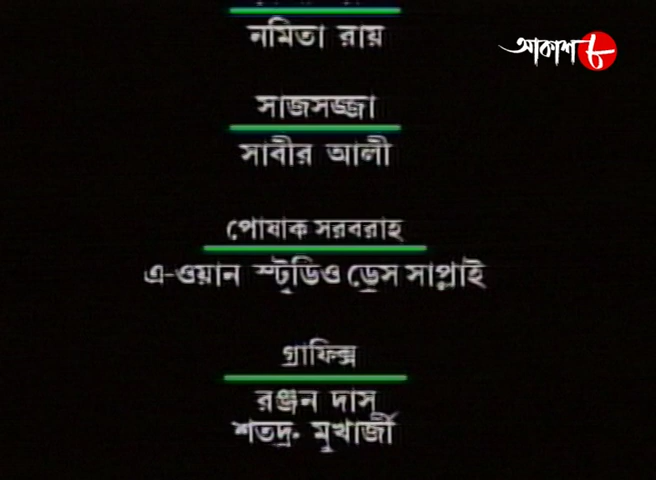 নমিতা রায়
আকাশ ৮
সাজসজ্জা
সাবীর আলী
পোষাক সরবরাহ
এ-ওয়ান স্টুডিও ড্রেস সাপ্লাই
গ্রাফিক্স
রঞ্জন দাস
শতদ্রু মুখার্জী